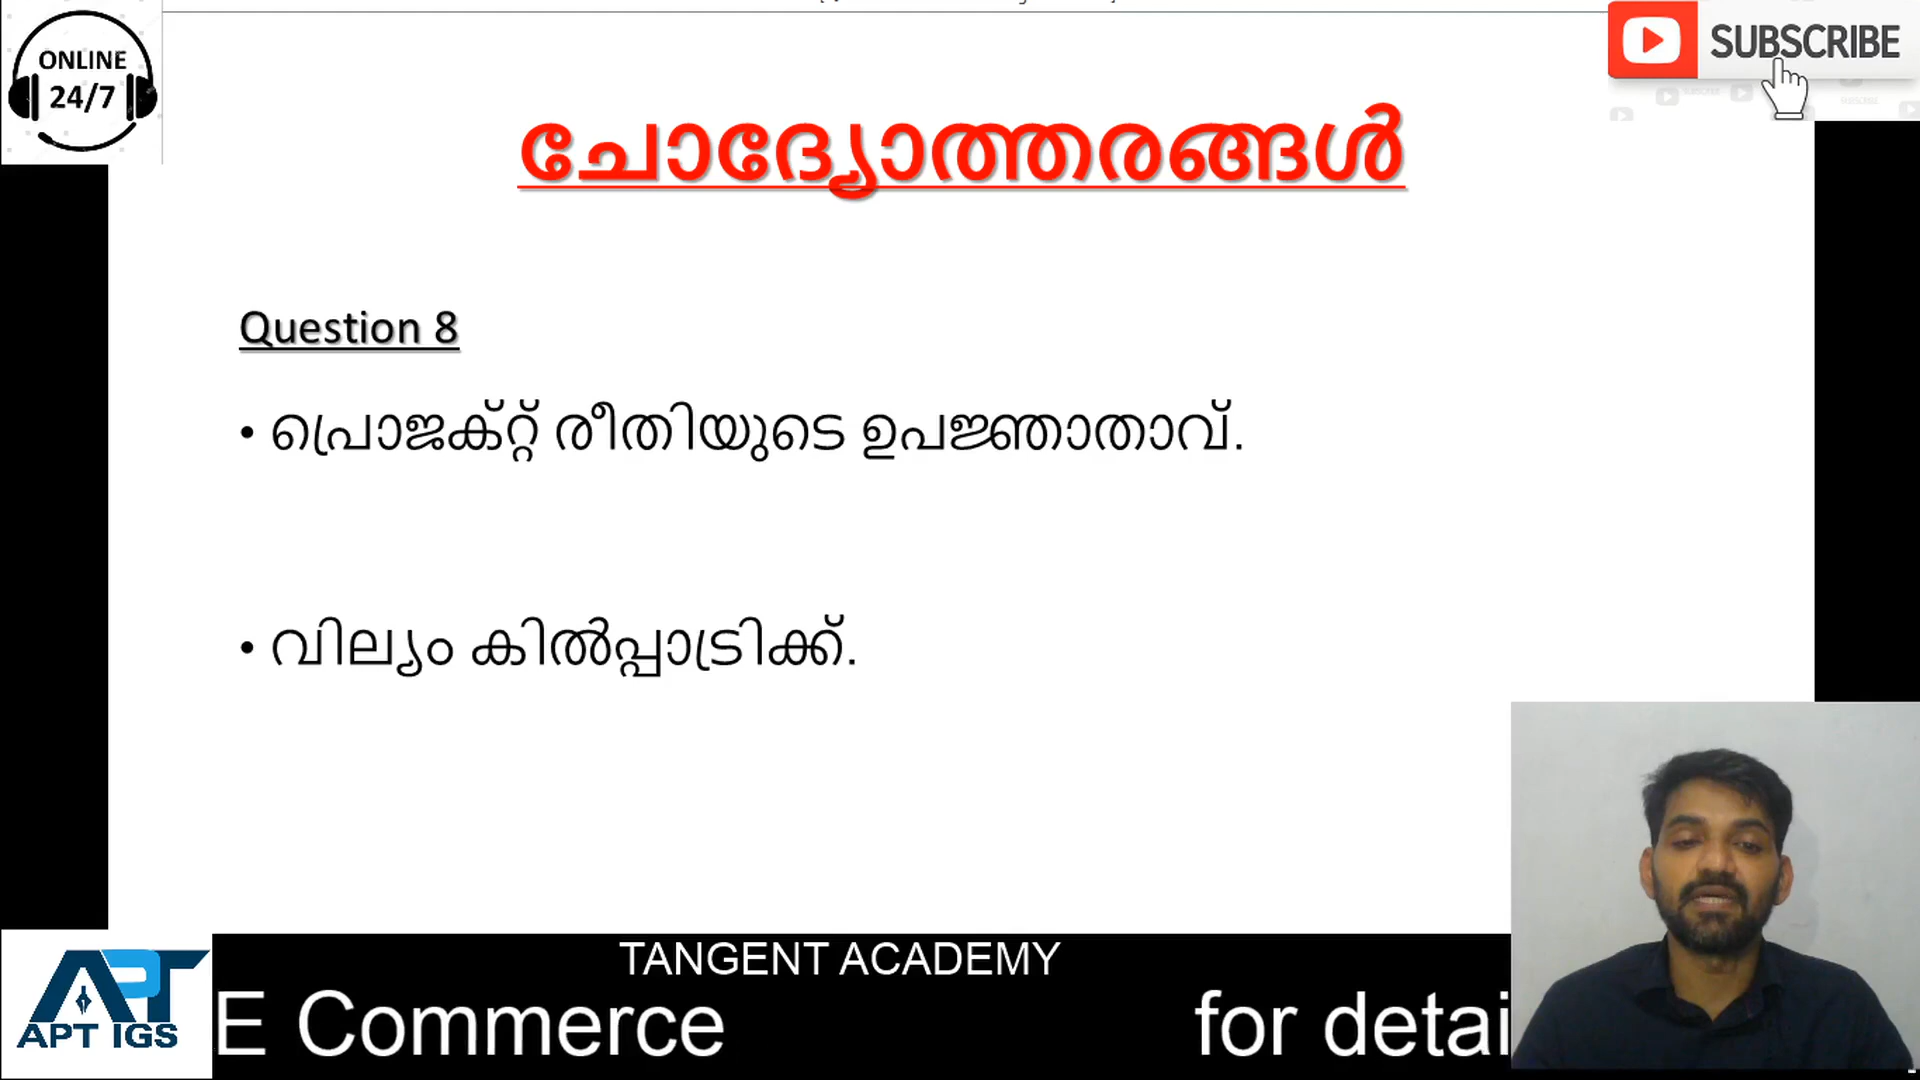 ONLINE
24/7
SUBSCRIBE
ചോദ്യോത്തരങ്ങൾ
Question 8
• പ്രൊജക്റ്റ് രീതിയുടെ ഉപജ്ഞാതാവ്.
• വില്യം കിൽപ്പാട്രിക്ക്.
TANGENT ACADEMY
APT IGS
E Commerce for detai